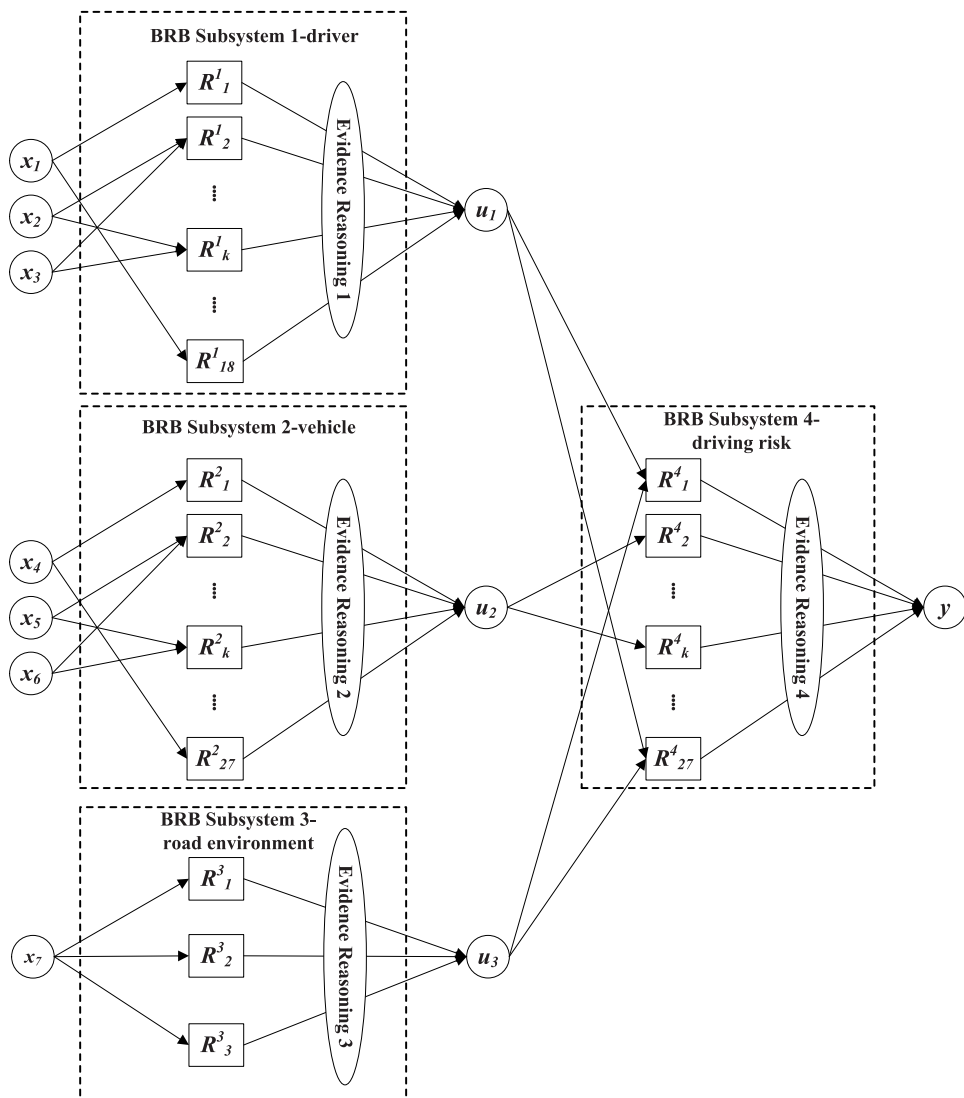 BRB Subsystem 1-driver
R¹₁
R¹₂
R¹ₖ
R¹₁₈
Evidence Reasoning 1
x₁
x₂
x₃
u₁
BRB Subsystem 2-vehicle
R²₁
R²₂
R²ₖ
R²₂₇
Evidence Reasoning 2
x₄
x₅
x₆
u₂
BRB Subsystem 3-
road environment
R³₁
R³₂
R³₃
Evidence Reasoning 3
x₇
u₃
BRB Subsystem 4-
driving risk
R⁴₁
R⁴₂
R⁴ₖ
R⁴₂₇
Evidence Reasoning 4
y